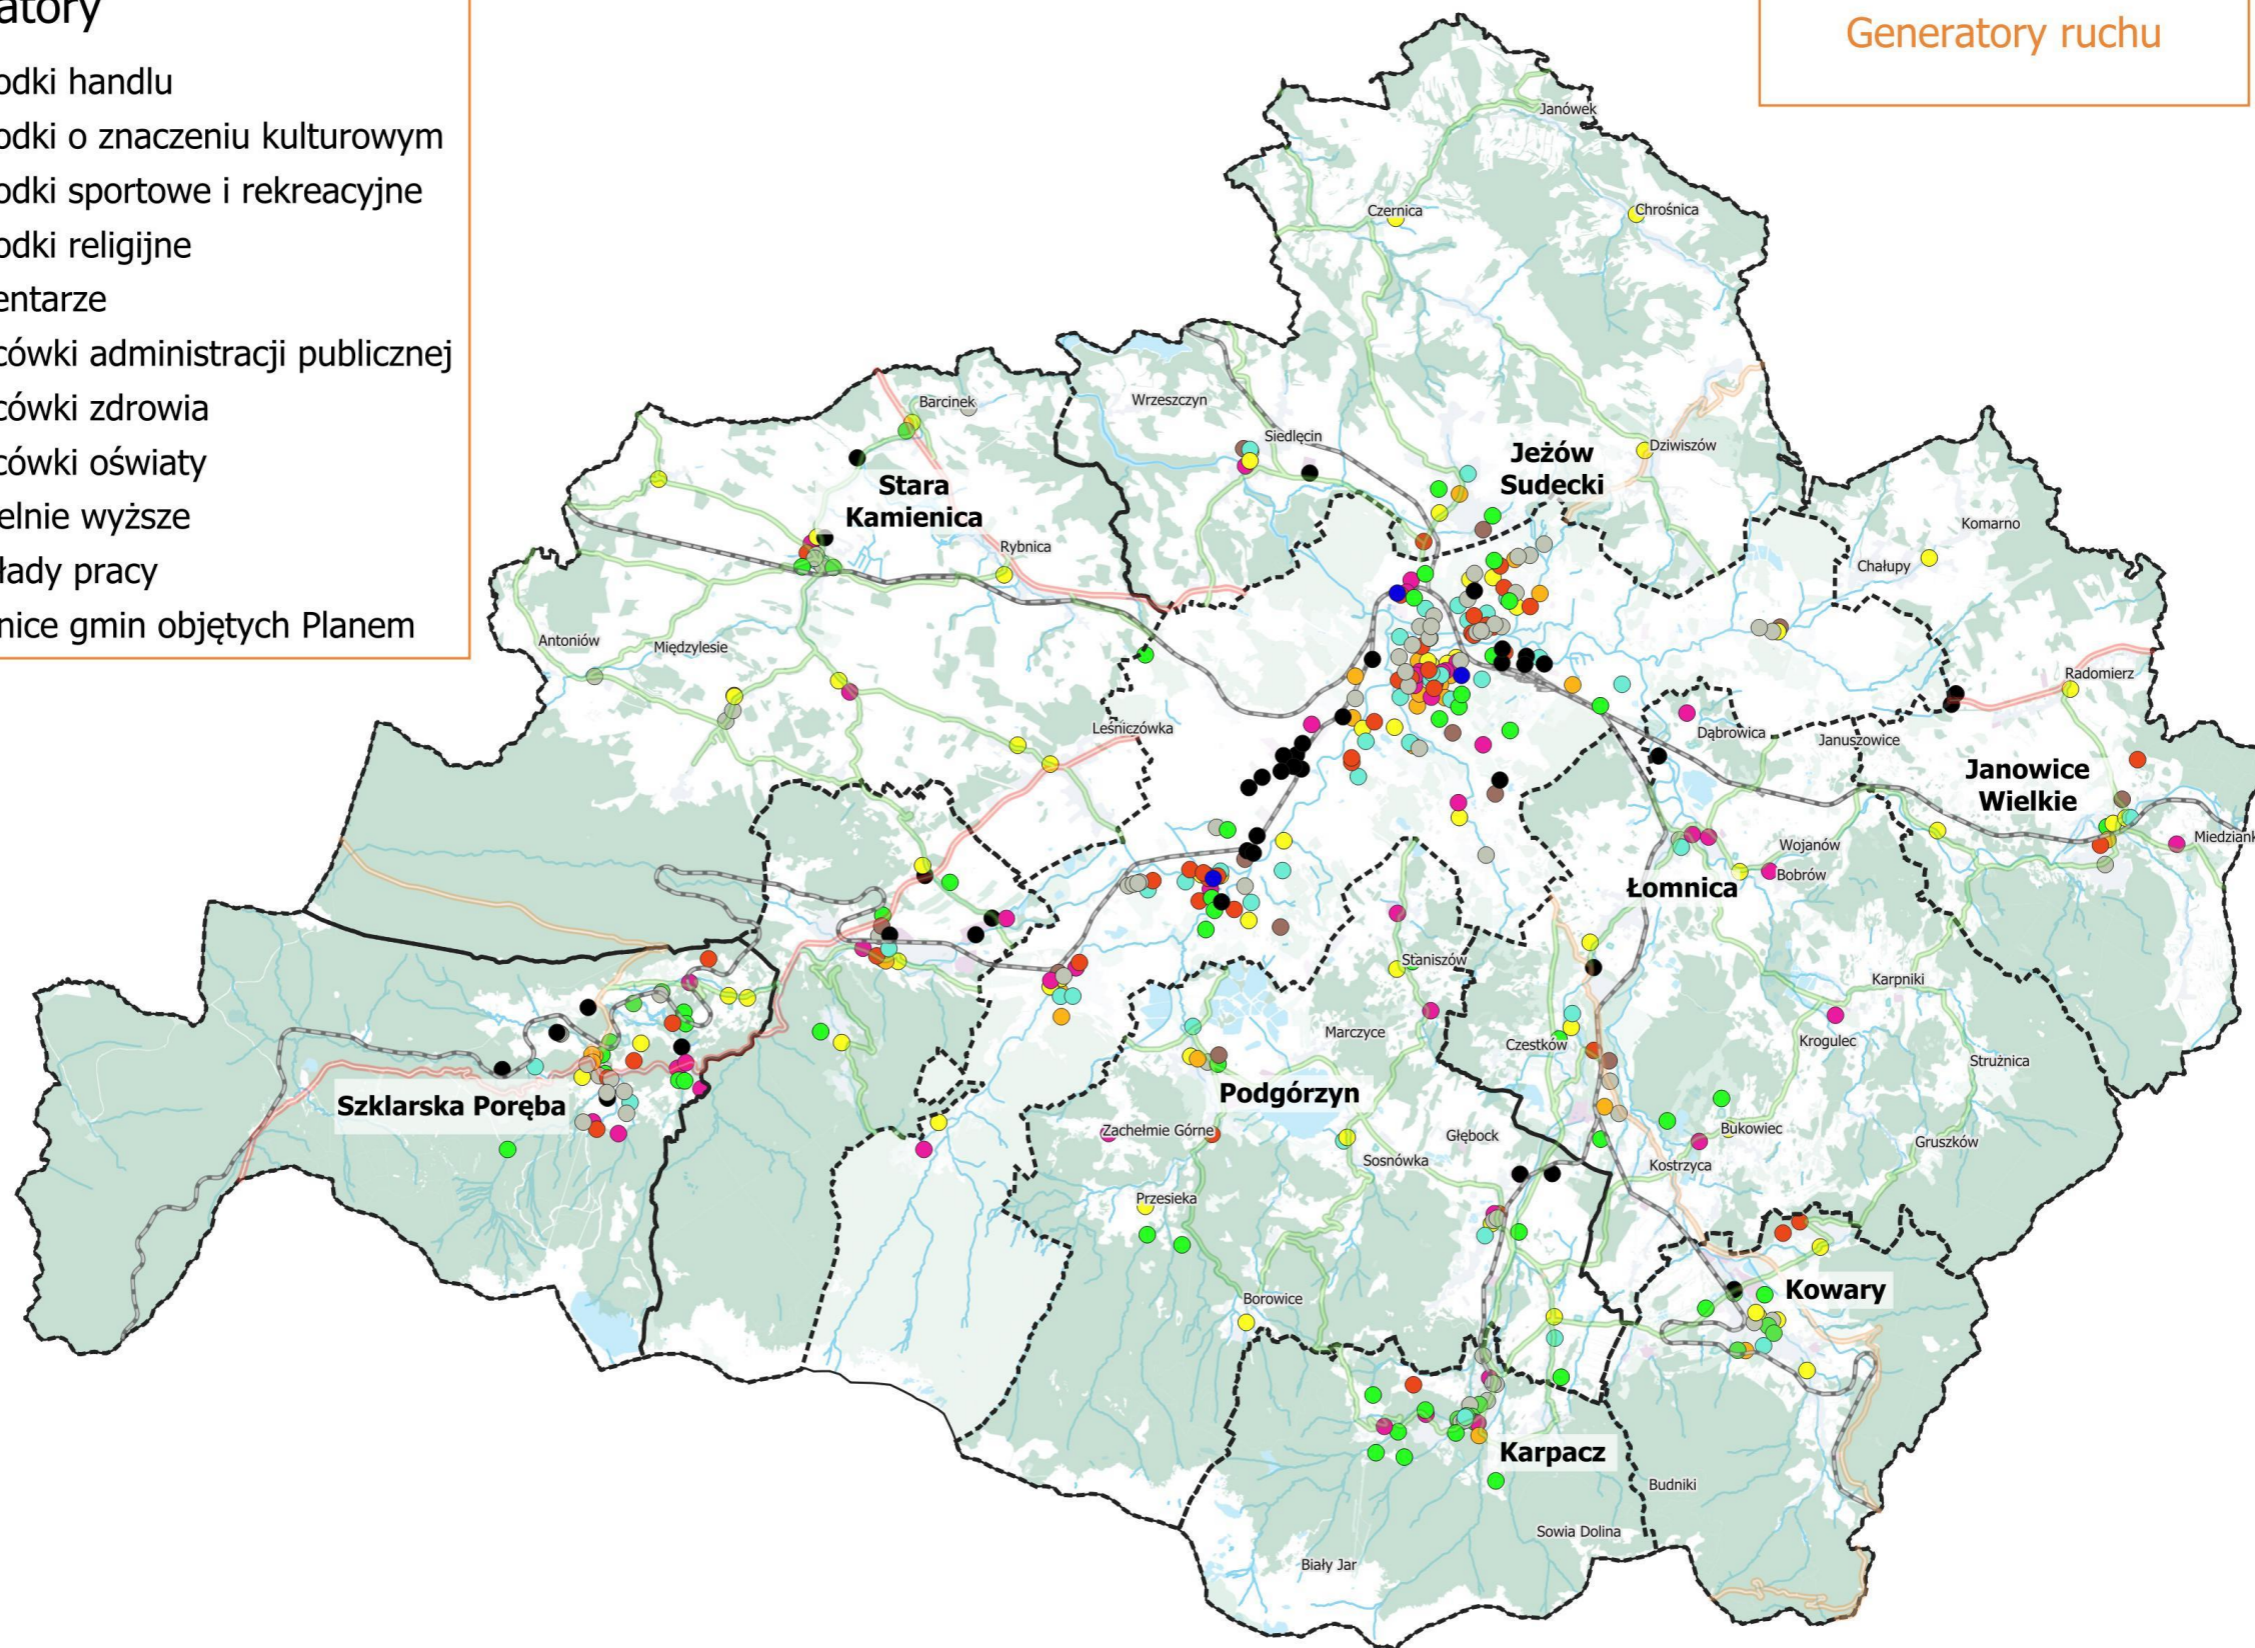 atory
odki handlu
odki o znaczeniu kulturowym
odki sportowe i rekreacyjne
odki religijne
entarze
cówki administracji publicznej
cówki zdrowia
cówki oświaty
elnie wyższe
łady pracy
nice gmin objętych Planem
Generatory ruchu
Janówek
Czernica
Chrośnica
Barcinek
Wrzeszczyn
Siedlęcin
Jeżów
Sudecki
Dziwiszów
Stara
Kamienica
Rybnica
Komarno
Chałupy
Antoniów
Międzylesie
Radomierz
Leśniczówka
Dąbrowica
Januszowice
Janowice
Wielkie
Miedziank
Wojanów
Bobrów
Łomnica
Staniszów
Karpniki
Marczyce
Czestków
Krogulec
Strużnica
Szklarska Poręba
Podgórzyn
Zachełmie Górne
Głębock
Bukowiec
Gruszków
Sosnówka
Kostrzyca
Przesieka
Borowice
Kowary
Karpacz
Budniki
Sowia Dolina
Biały Jar